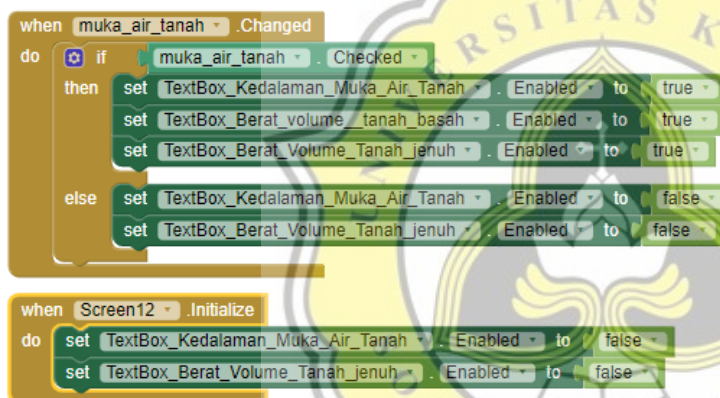 when muka_air_tanah .Changed
do if muka_air_tanah . Checked
then set TextBox_Kedalaman_Muka_Air_Tanah . Enabled to true
set TextBox_Berat_volume__tanah_basah . Enabled to true
set TextBox_Berat_Volume_Tanah_jenuh . Enabled to true
else set TextBox_Kedalaman_Muka_Air_Tanah . Enabled to false
set TextBox_Berat_Volume_Tanah_jenuh . Enabled to false
when Screen12 .Initialize
do set TextBox_Kedalaman_Muka_Air_Tanah . Enabled to false
set TextBox_Berat_Volume_Tanah_jenuh . Enabled to false